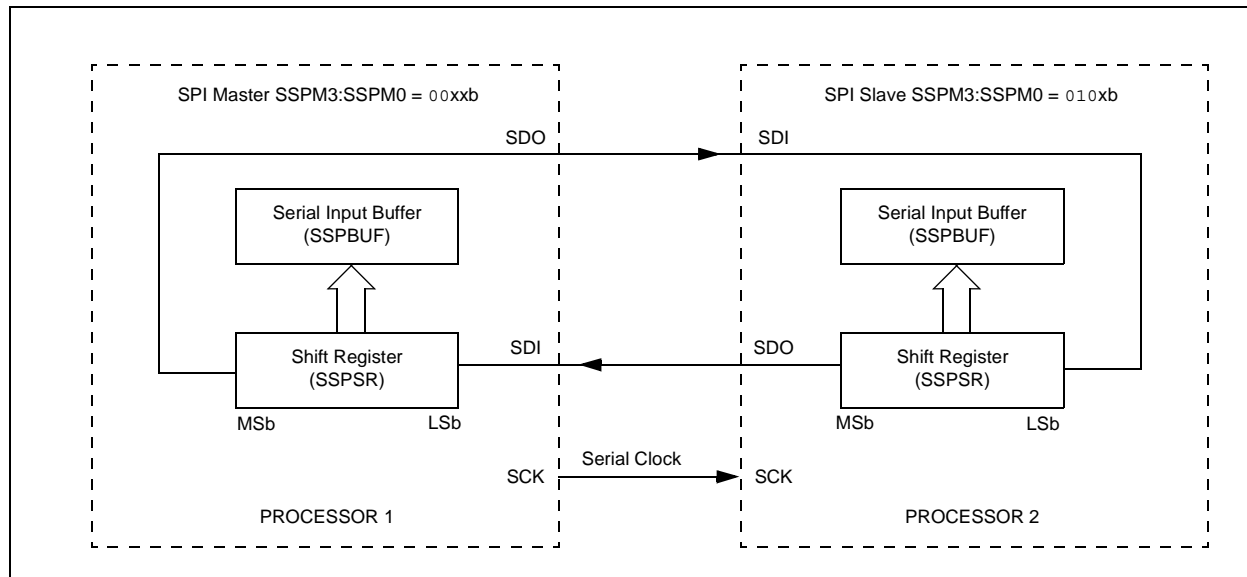 SPI Master SSPM3:SSPM0 = 00xxb
SDO
Serial Input Buffer
(SSPBUF)
Shift Register
(SSPSR)
MSb
LSb
SDI
SCK
PROCESSOR 1
Serial Clock
SPI Slave SSPM3:SSPM0 = 010xb
SDI
Serial Input Buffer
(SSPBUF)
SDO
Shift Register
(SSPSR)
MSb
LSb
SCK
PROCESSOR 2